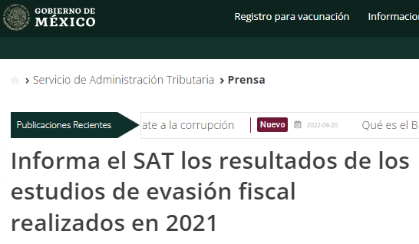 GOBIERNO DE
MÉXICO
Registro para vacunación Informacion
Servicio de Administración Tributaria > Prensa
Publicaciones Recientes ate a la corrupción Nuevo 2022-09-20 Qué es el B
Informa el SAT los resultados de los
estudios de evasión fiscal
realizados en 2021